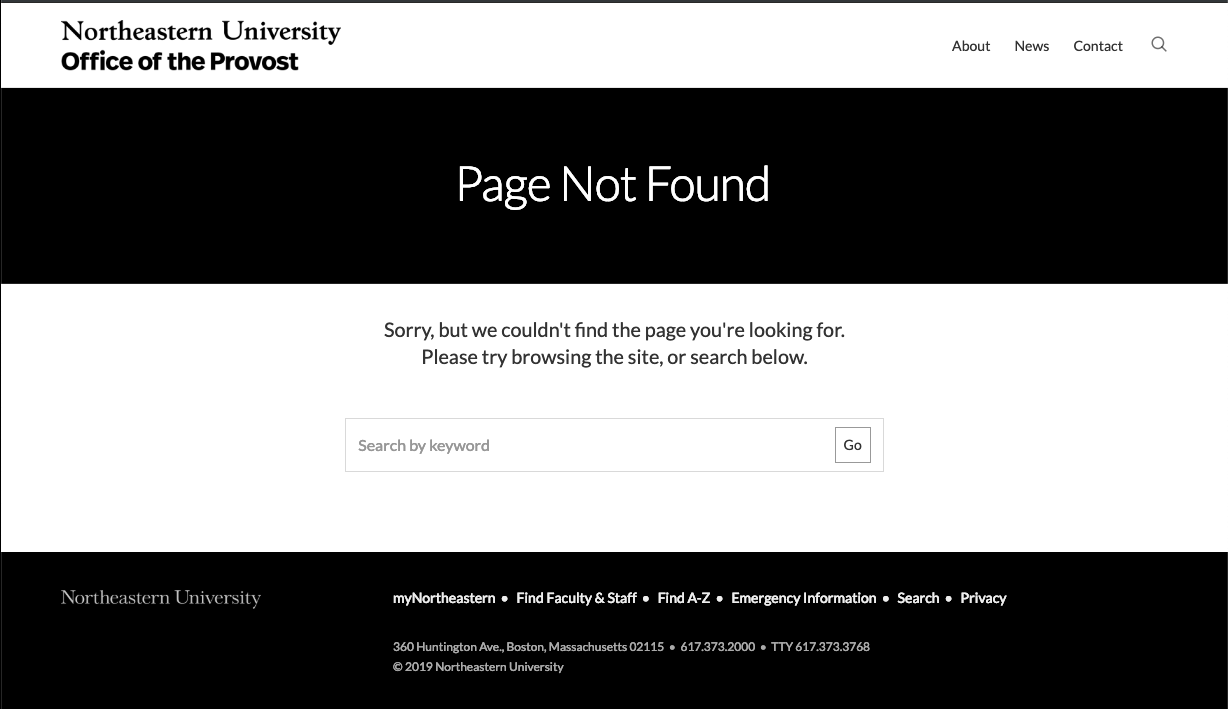 Northeastern University
Office of the Provost
About News Contact
Page Not Found
Sorry, but we couldn't find the page you're looking for.
Please try browsing the site, or search below.
Search by keyword Go
Northeastern University
myNortheastern • Find Faculty & Staff • Find A-Z • Emergency Information • Search • Privacy
360 Huntington Ave., Boston, Massachusetts 02115 • 617.373.2000 • TTY 617.373.3768
© 2019 Northeastern University